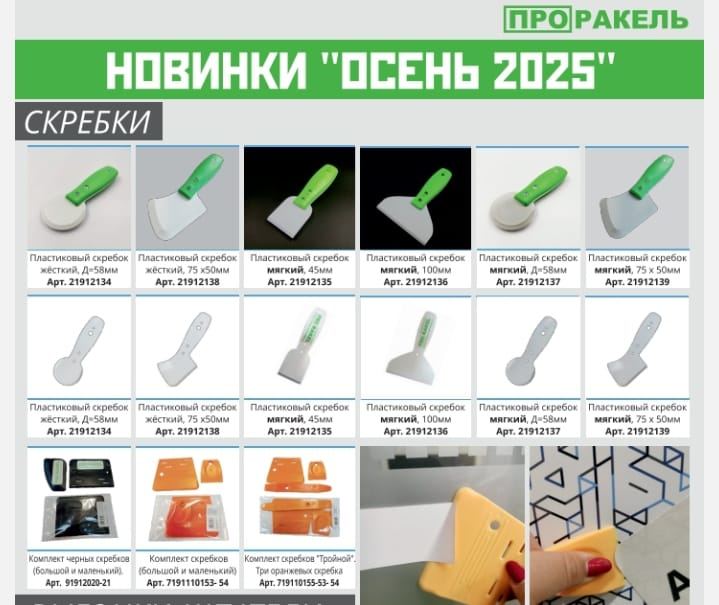 ПРОРАКЕЛЬ
НОВИНКИ "ОСЕНЬ 2025"
СКРЕБКИ
Пластиковый скребок
жёсткий, Д=58мм
Арт. 21912134
Пластиковый скребок
жёсткий, 75 х50мм
Арт. 21912138
Пластиковый скребок
мягкий, 45мм
Арт. 21912135
Пластиковый скребок
мягкий, 100мм
Арт. 21912136
Пластиковый скребок
мягкий, Д=58мм
Арт. 21912137
Пластиковый скребок
мягкий, 75 х 50мм
Арт. 21912139
Пластиковый скребок
жёсткий, Д=58мм
Арт. 21912134
Пластиковый скребок
жёсткий, 75 х50мм
Арт. 21912138
Пластиковый скребок
мягкий, 45мм
Арт. 21912135
Пластиковый скребок
мягкий, 100мм
Арт. 21912136
Пластиковый скребок
мягкий, Д=58мм
Арт. 21912137
Пластиковый скребок
мягкий, 75 х 50мм
Арт. 21912139
Комплект черных скребков
(большой и маленький).
Арт. 91912020-21
Комплект скребков
(большой и маленький)
Арт. 7191110153- 54
Комплект скребков "Тройной".
Три оранжевых скребка
Арт. 719110155-53- 54